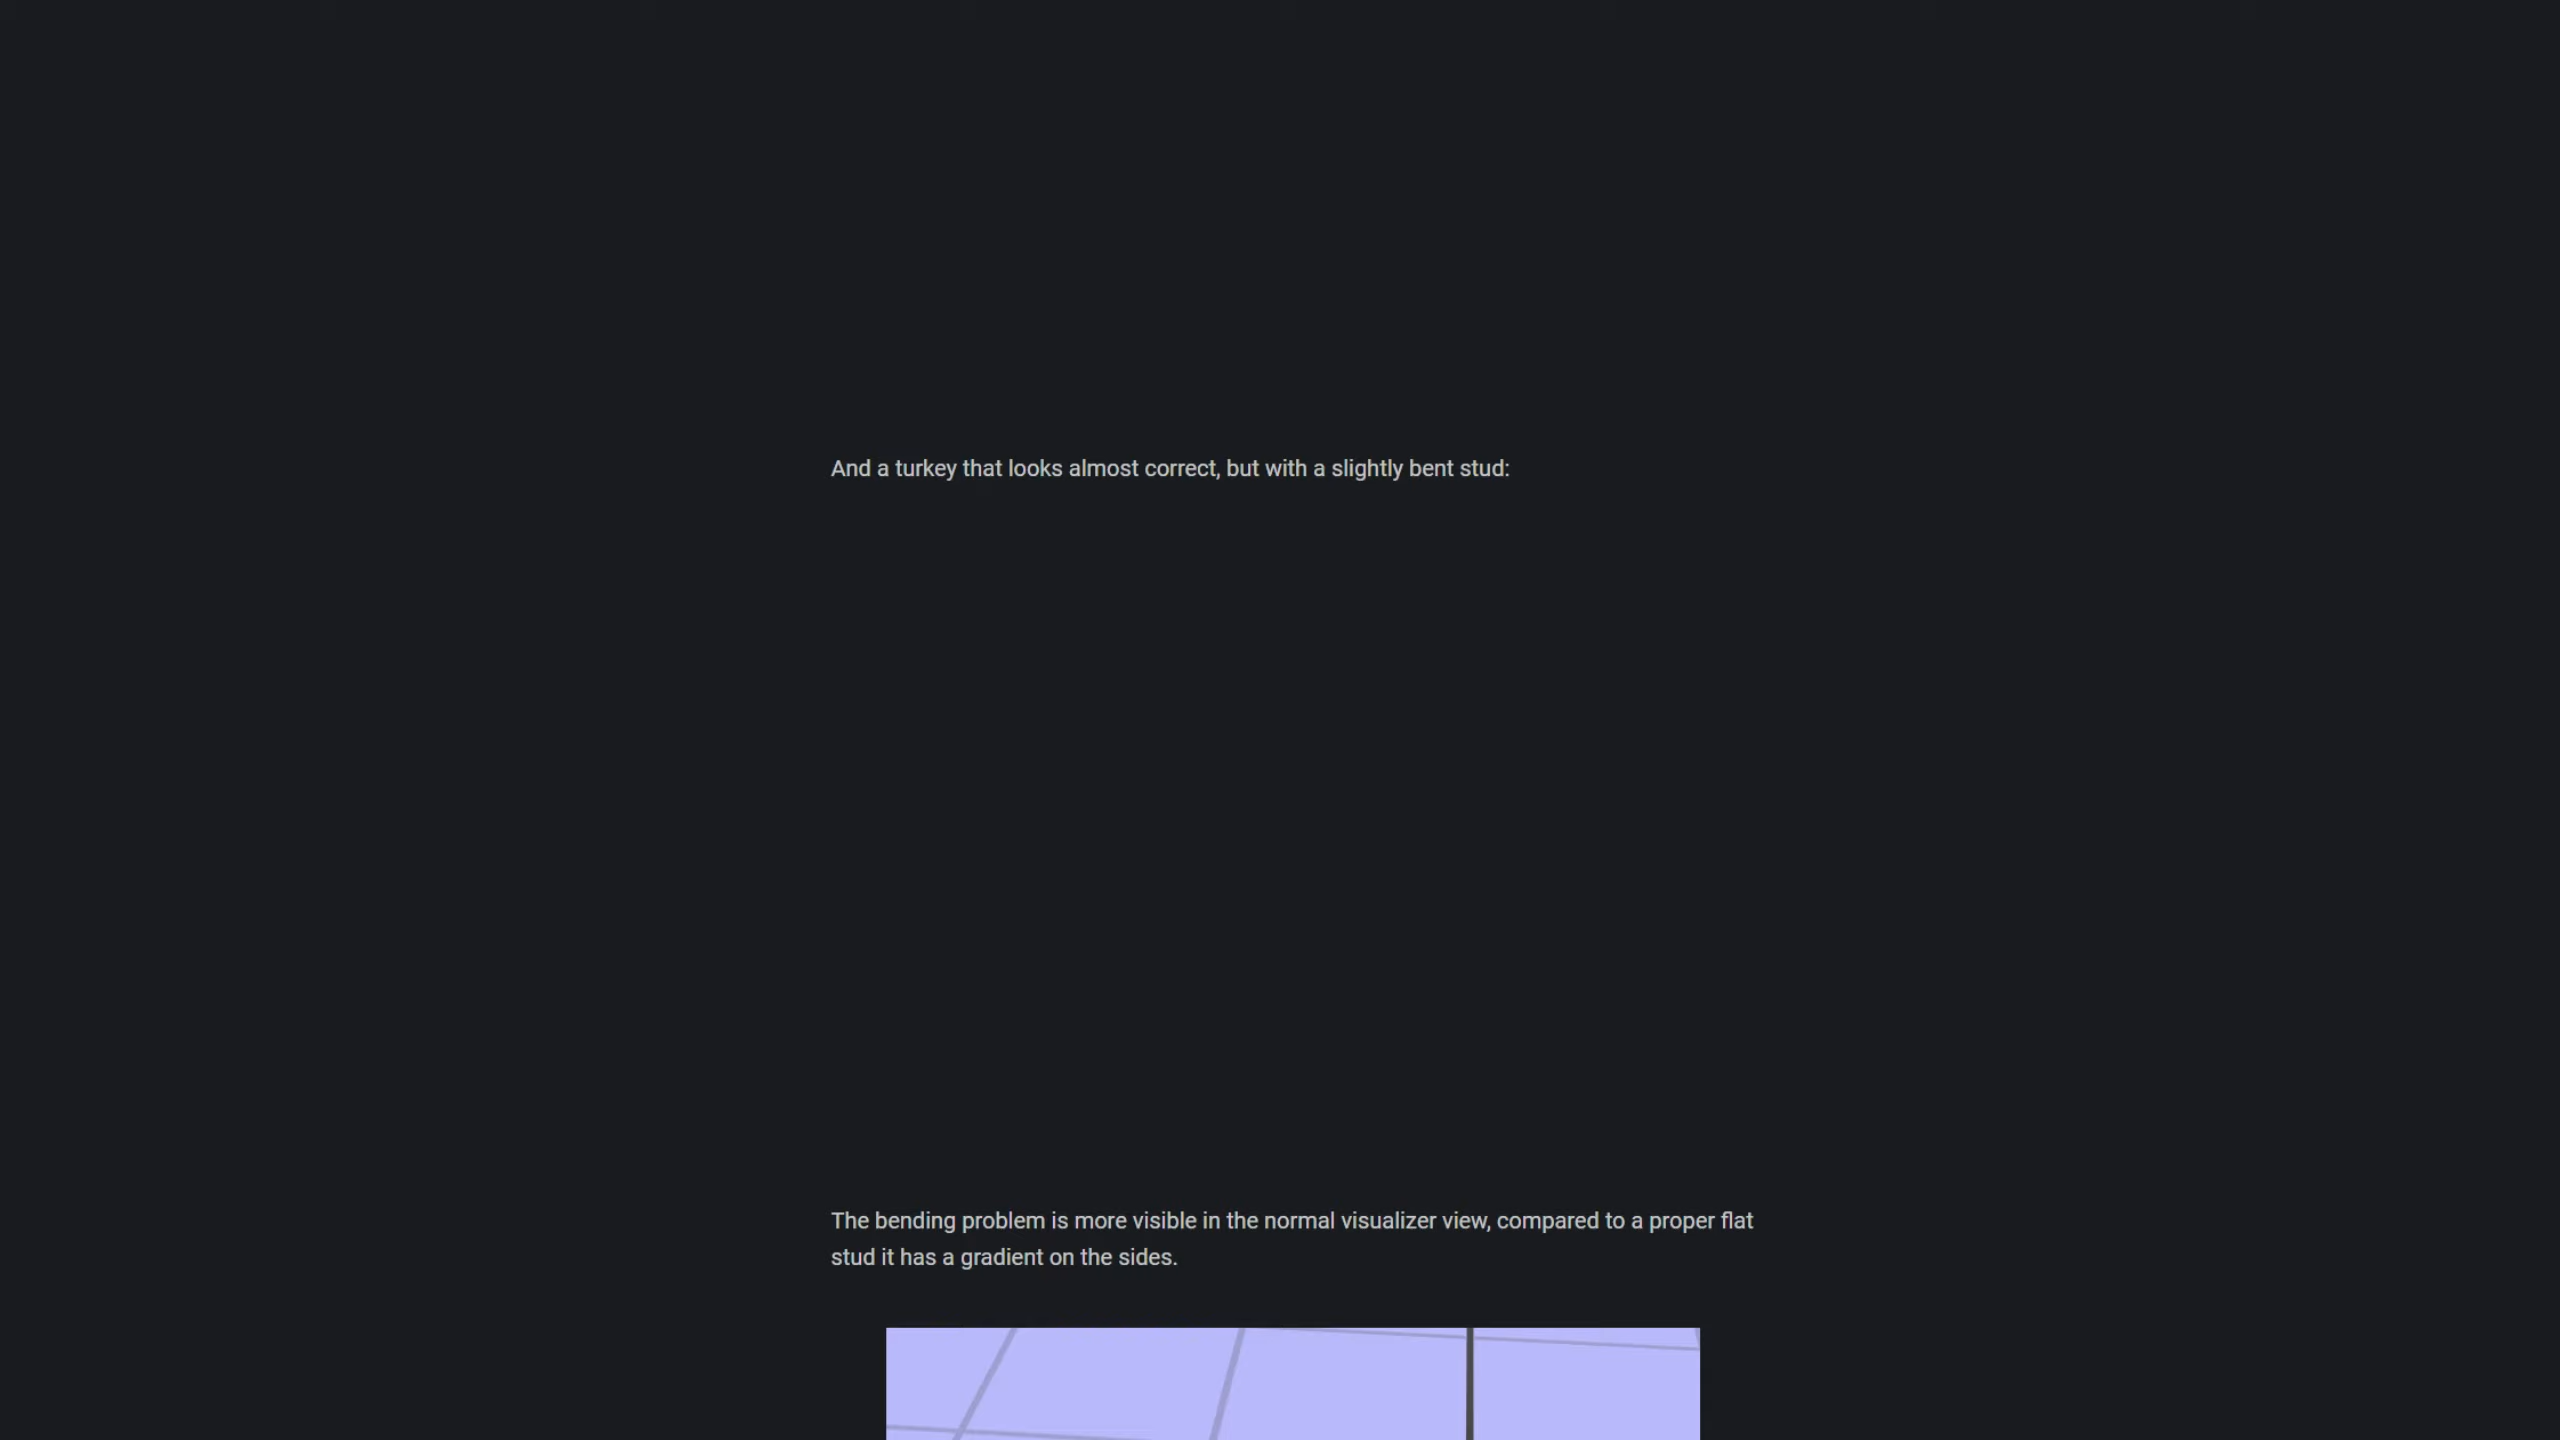 And a turkey that looks almost correct, but with a slightly bent stud:
The bending problem is more visible in the normal visualizer view, compared to a proper flat
stud it has a gradient on the sides.